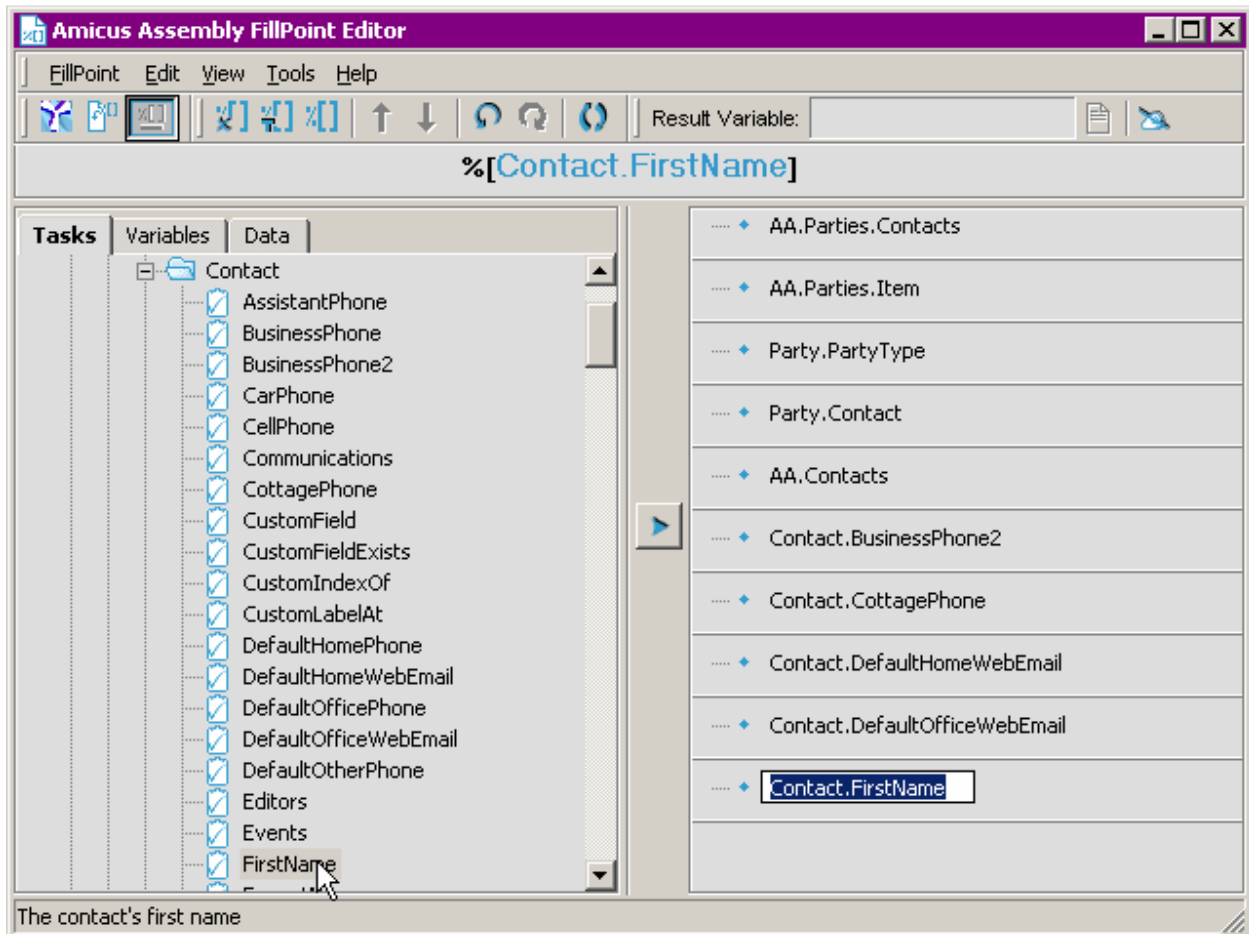 Amicus Assembly FillPoint Editor
FillPoint Edit View Tools Help
Result Variable:
%[Contact.FirstName]
Tasks Variables Data
Contact
AssistantPhone
BusinessPhone
BusinessPhone2
CarPhone
CellPhone
Communications
CottagePhone
CustomField
CustomFieldExists
CustomIndexOf
CustomLabelAt
DefaultHomePhone
DefaultHomeWebEmail
DefaultOfficePhone
DefaultOfficeWebEmail
DefaultOtherPhone
Editors
Events
FirstName
AA.Parties.Contacts
AA.Parties.Item
Party.PartyType
Party.Contact
AA.Contacts
Contact.BusinessPhone2
Contact.CottagePhone
Contact.DefaultHomeWebEmail
Contact.DefaultOfficeWebEmail
Contact.FirstName
The contact's first name